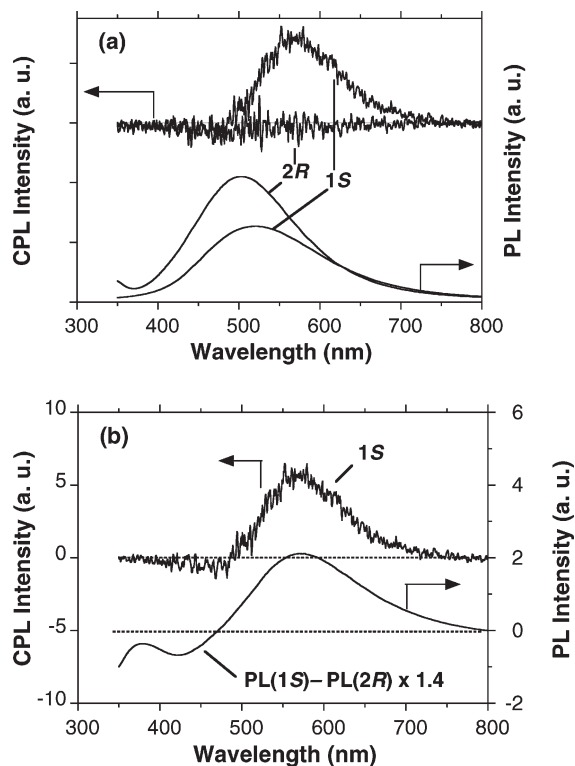 (a)
CPL Intensity (a. u.)
PL Intensity (a. u.)
2R
1S
300 400 500 600 700 800
Wavelength (nm)
(b)
10
5
0
-5
-10
CPL Intensity (a. u.)
1S
6
4
2
0
-2
PL Intensity (a. u.)
PL(1S)–PL(2R) x 1.4
300 400 500 600 700 800
Wavelength (nm)